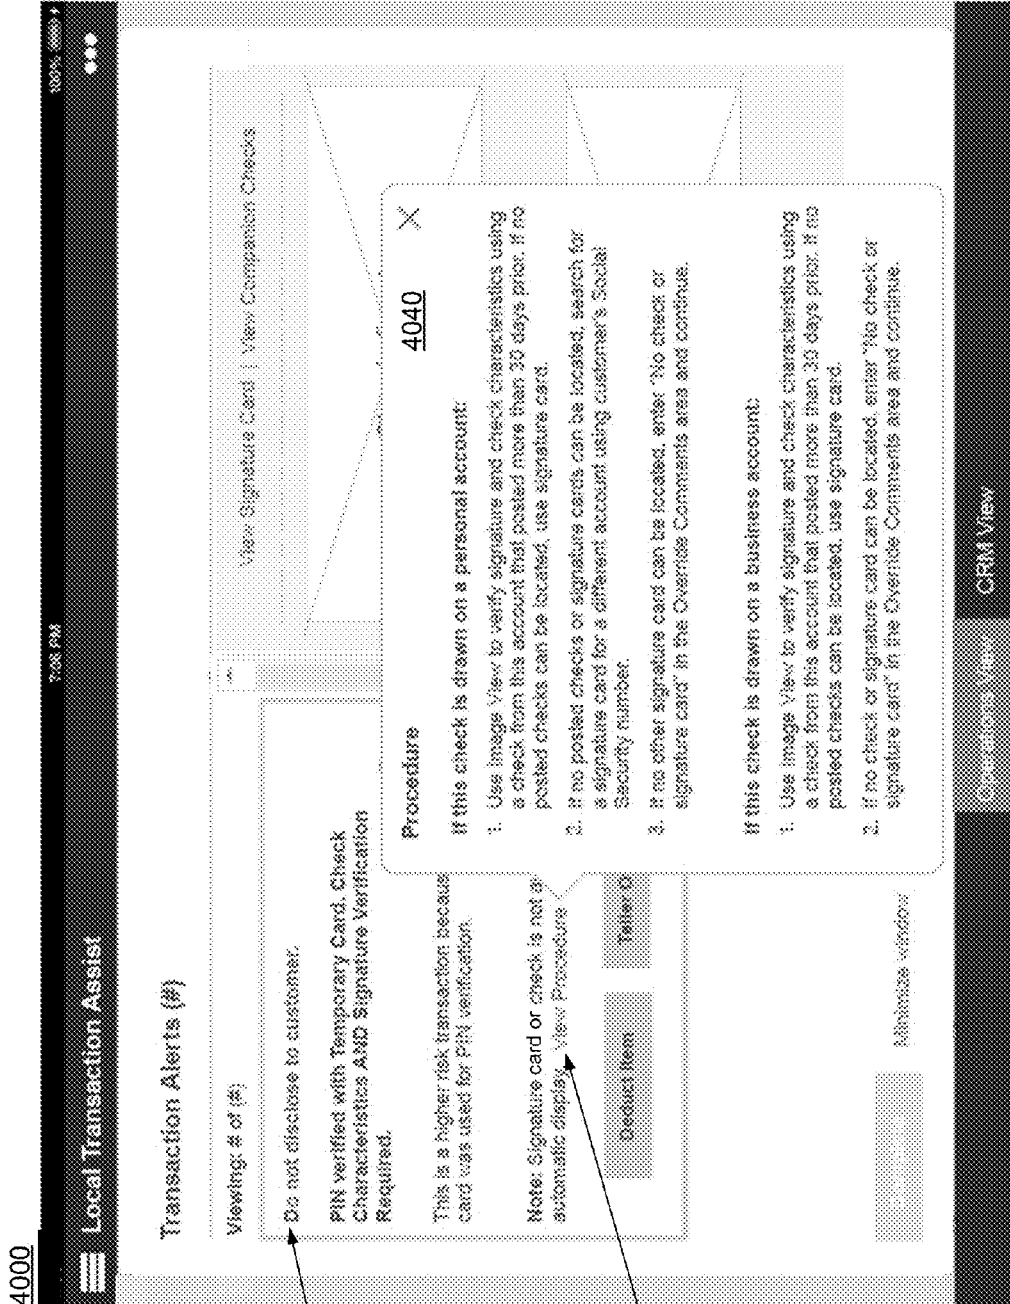 4000
7:06 PM
100%
Local Transaction Assist
Transaction Alerts (#)
Viewing: # of (#)
View Signature Card | View Companion Checks
Do not disclose to customer.
PIN verified with Temporary Card. Check
Characteristics AND Signature Verification
Required.
This is a higher risk transaction becaus
card was used for PIN verification.
Note: Signature card or check is not a
automatic display. View Procedure
Deduct Item
Teller O
Procedure
4040
If this check is drawn on a personal account:
1. Use Image View to verify signature and check characteristics using
a check from this account that posted more than 30 days prior. If no
posted checks can be located, use signature card.
2. If no posted checks or signature cards can be located, search for
a signature card for a different account using customer's Social
Security number.
3. If no other signature card can be located, enter "No check or
signature card" in the Override Comments area and continue.
If this check is drawn on a business account:
1. Use Image View to verify signature and check characteristics using
a check from this account that posted more than 30 days prior. If no
posted checks can be located, use signature card.
2. If no check or signature card can be located, enter "No check or
signature card" in the Override Comments area and continue.
Minimize Window
CRM View